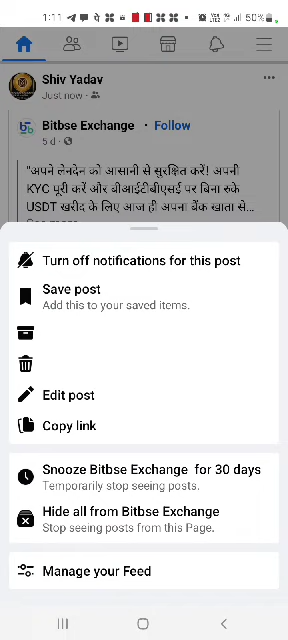 1:11
50%
Shiv Yadav
Just now
Bitbse Exchange · Follow
5 d
"अपने लेनदेन को आसानी से सुरक्षित करें! अपनी
KYC पूरी करें और बीआईटीबीएसई पर बिना रुके
USDT खरीद के लिए आज ही अपना बैंक खाता से...
Turn off notifications for this post
Save post
Add this to your saved items.
Edit post
Copy link
Snooze Bitbse Exchange for 30 days
Temporarily stop seeing posts.
Hide all from Bitbse Exchange
Stop seeing posts from this Page.
Manage your Feed